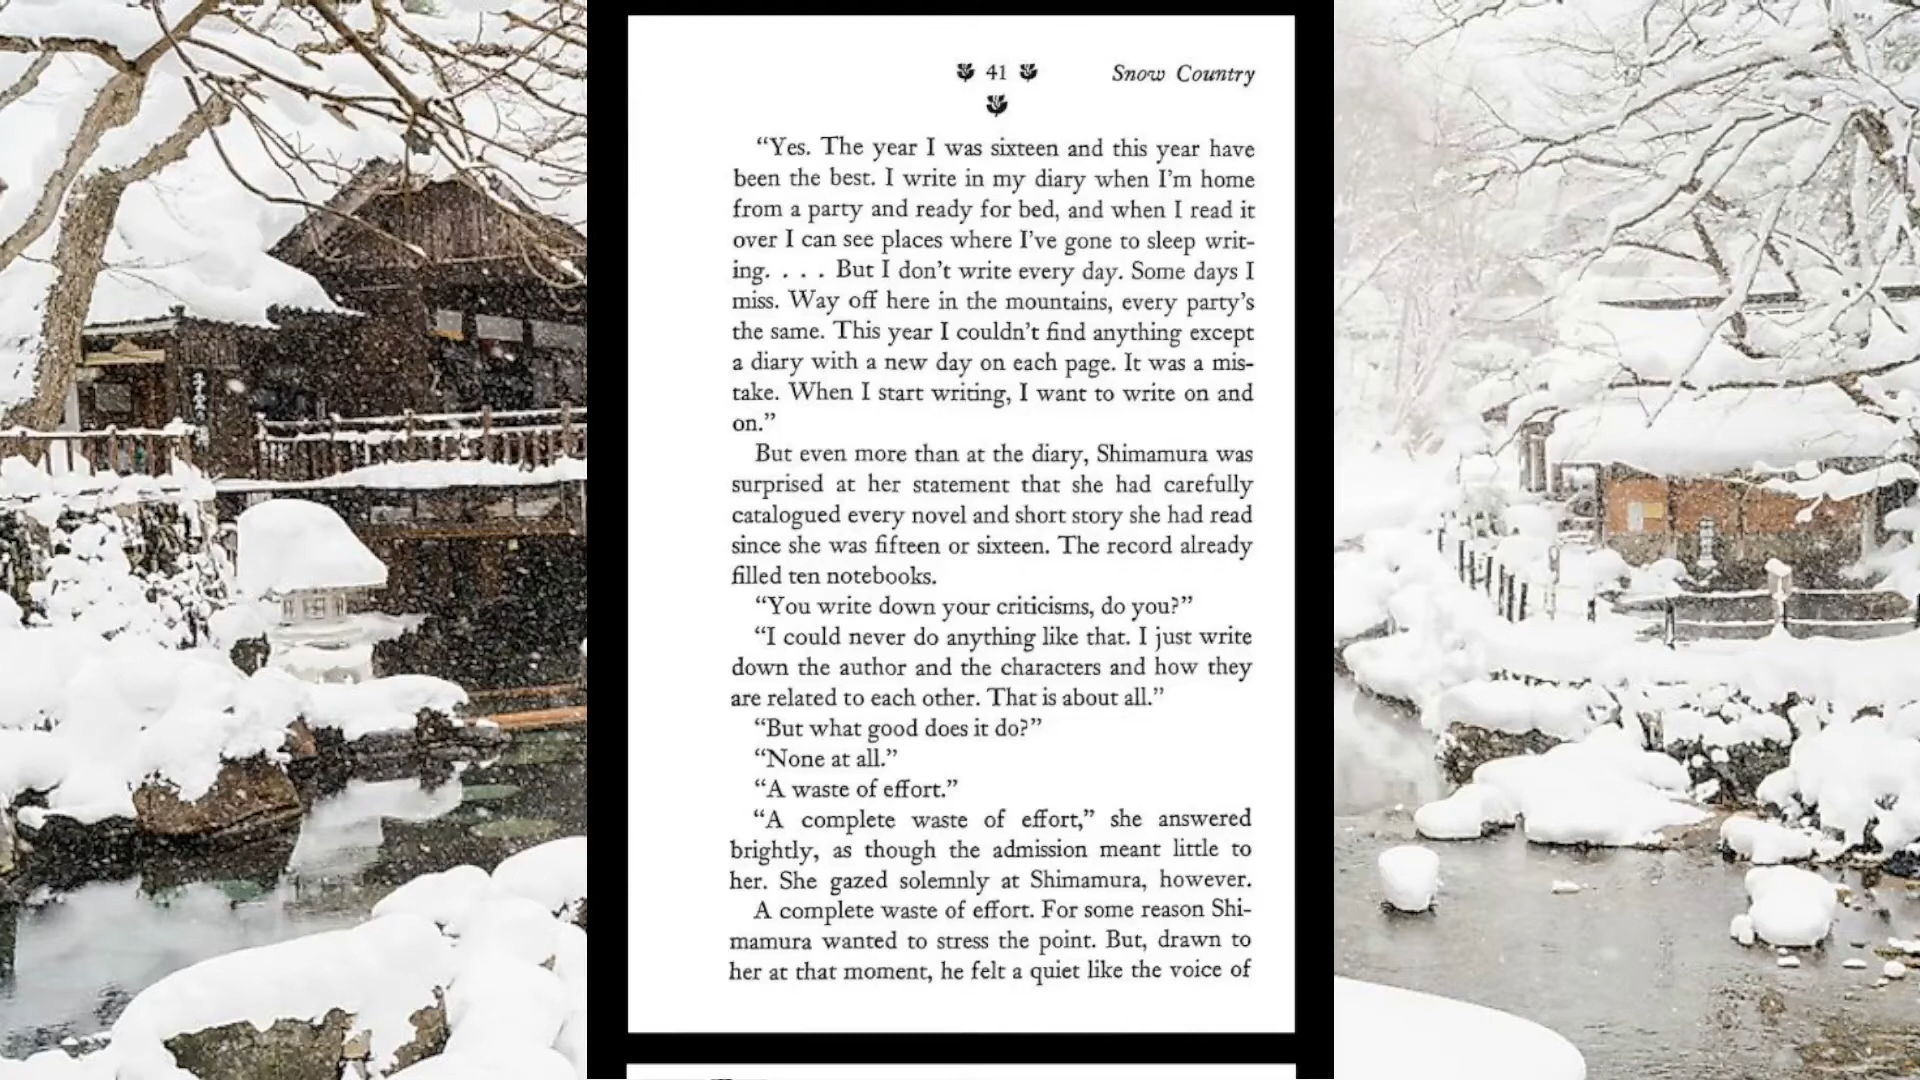 41 Snow Country
“Yes. The year I was sixteen and this year have
been the best. I write in my diary when I’m home
from a party and ready for bed, and when I read it
over I can see places where I’ve gone to sleep writ-
ing. . . . But I don’t write every day. Some days I
miss. Way off here in the mountains, every party’s
the same. This year I couldn’t find anything except
a diary with a new day on each page. It was a mis-
take. When I start writing, I want to write on and
on.”
But even more than at the diary, Shimamura was
surprised at her statement that she had carefully
catalogued every novel and short story she had read
since she was fifteen or sixteen. The record already
filled ten notebooks.
“You write down your criticisms, do you?”
“I could never do anything like that. I just write
down the author and the characters and how they
are related to each other. That is about all.”
“But what good does it do?”
“None at all.”
“A waste of effort.”
“A complete waste of effort,” she answered
brightly, as though the admission meant little to
her. She gazed solemnly at Shimamura, however.
A complete waste of effort. For some reason Shi-
mamura wanted to stress the point. But, drawn to
her at that moment, he felt a quiet like the voice of